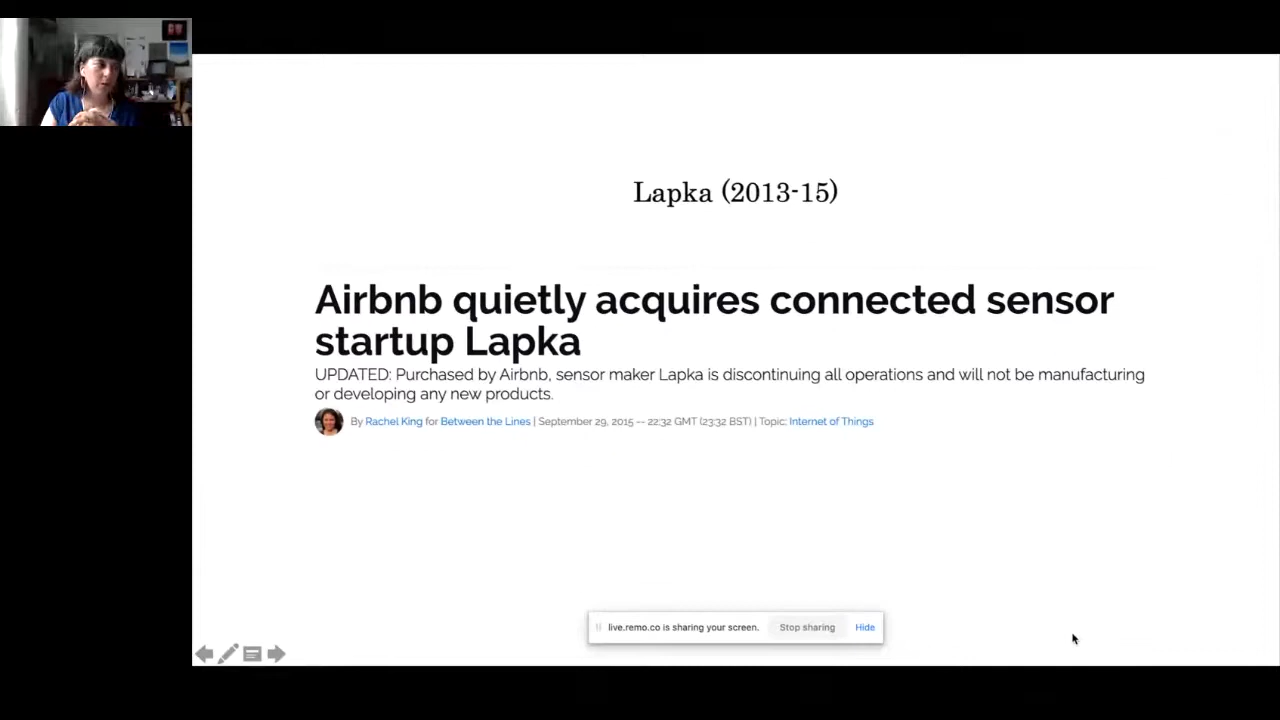 Lapka (2013-15)
Airbnb quietly acquires connected sensor
startup Lapka
UPDATED: Purchased by Airbnb, sensor maker Lapka is discontinuing all operations and will not be manufacturing
or developing any new products.
By Rachel King for Between the Lines | September 29, 2015 -- 22:32 GMT (23:32 BST) | Topic: Internet of Things
live.remo.co is sharing your screen. Stop sharing Hide